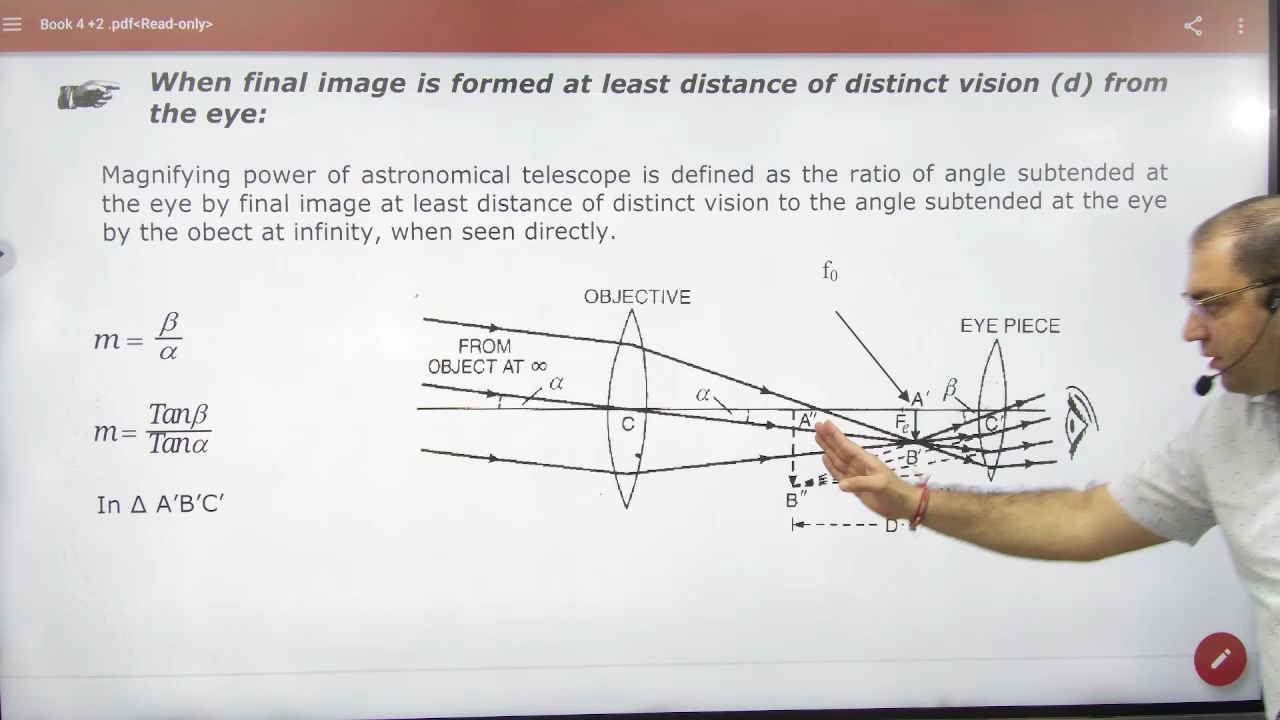 Book 4 +2 .pdf<Read-only>
When final image is formed at least distance of distinct vision (d) from
the eye:
Magnifying power of astronomical telescope is defined as the ratio of angle subtended at
the eye by final image at least distance of distinct vision to the angle subtended at the eye
by the obect at infinity, when seen directly.
m = β/α
m = Tanβ/Tanα
In Δ A′B′C′
f₀
OBJECTIVE
EYE PIECE
FROM
OBJECT AT ∞
α
α
A′
β
C
A″
Fₑ
C′
B′
B″
D